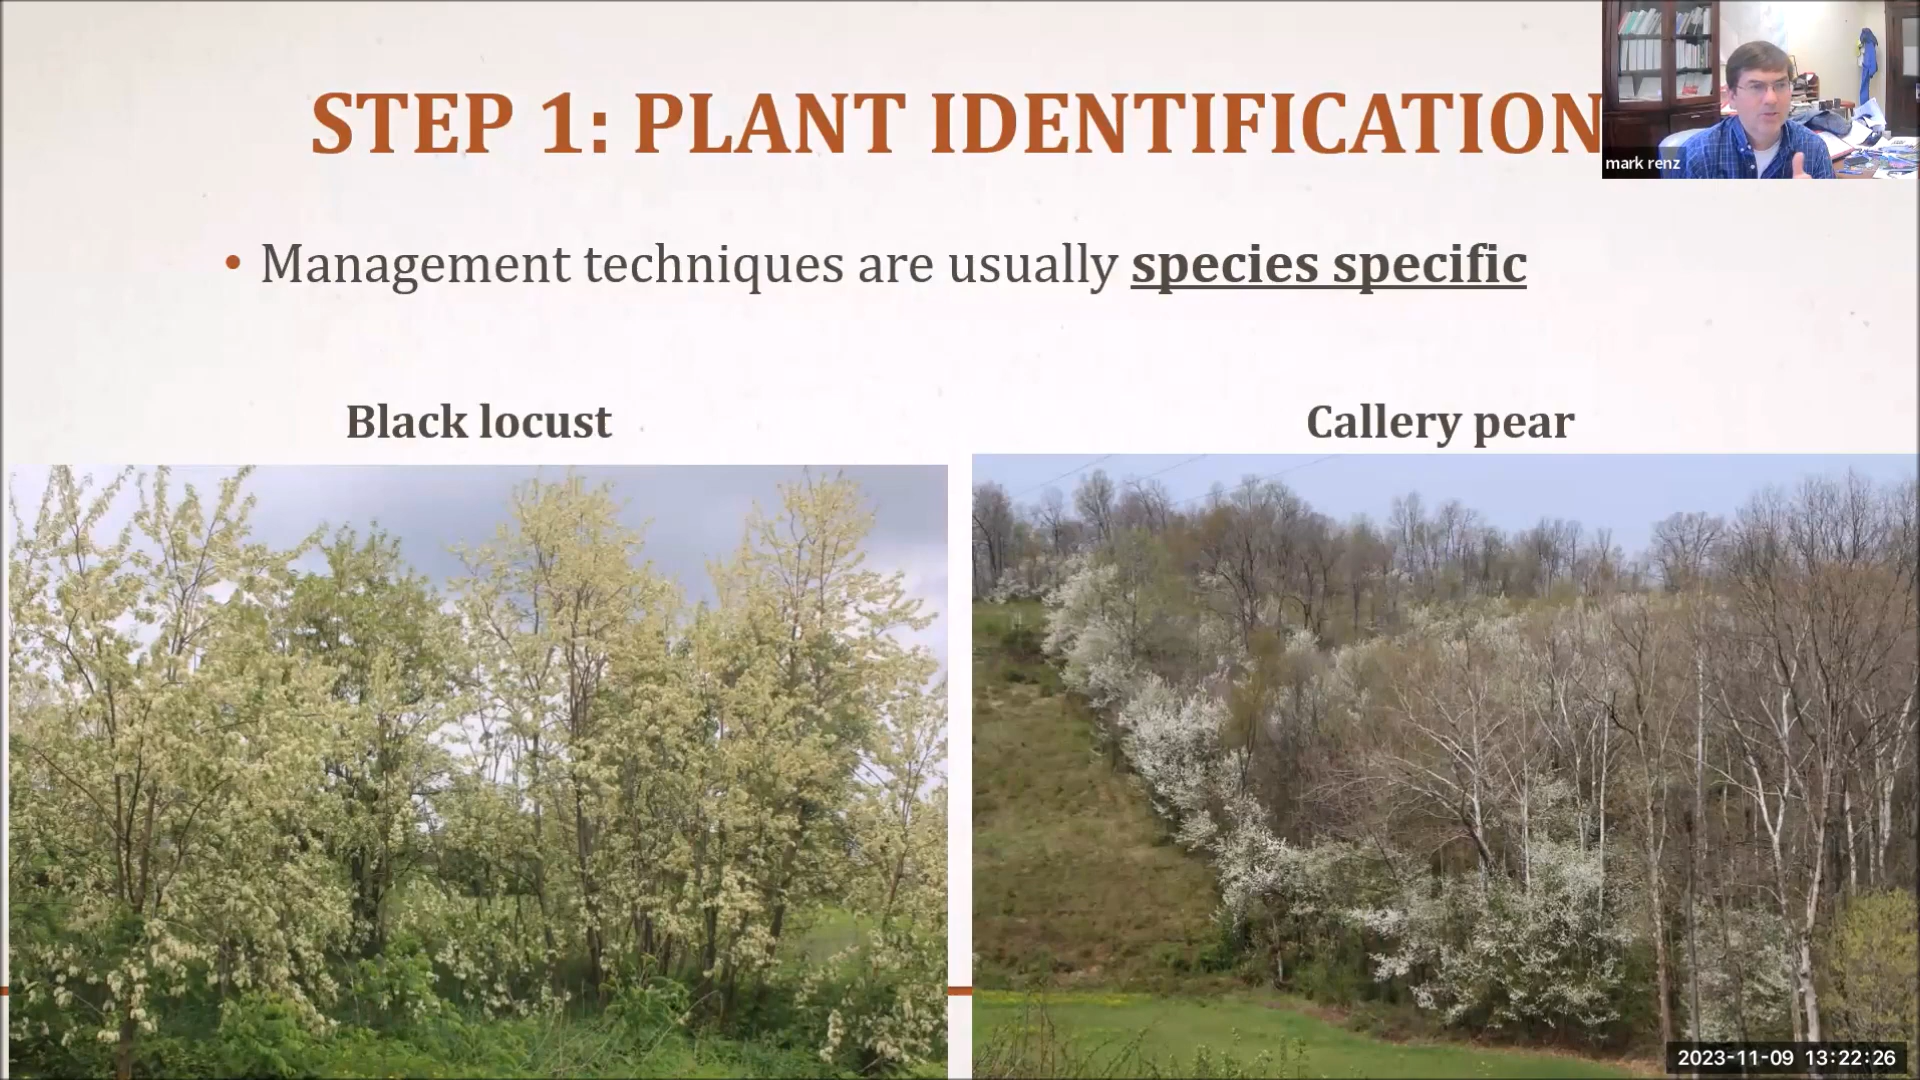 STEP 1: PLANT IDENTIFICATION
mark renz
• Management techniques are usually species specific
Black locust
Callery pear
2023-11-09 13:22:26